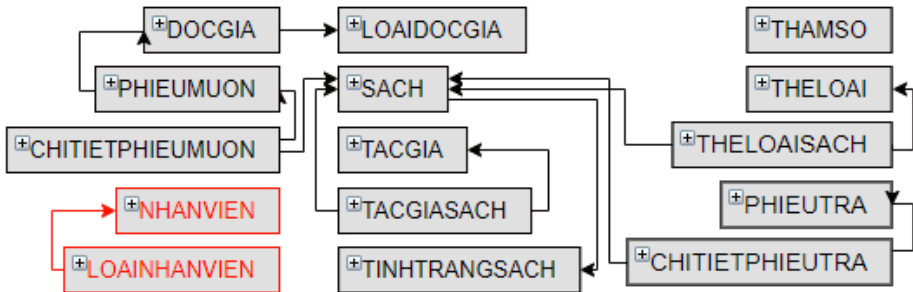 DOCGIA
LOAIDOCGIA
THAMSO
PHIEUMUON
SACH
THELOAI
CHITIETPHIEUMUON
TACGIA
THELOAISACH
NHANVIEN
TACGIASACH
PHIEUTRA
LOAINHANVIEN
TINHTRANGSACH
CHITIETPHIEUTRA